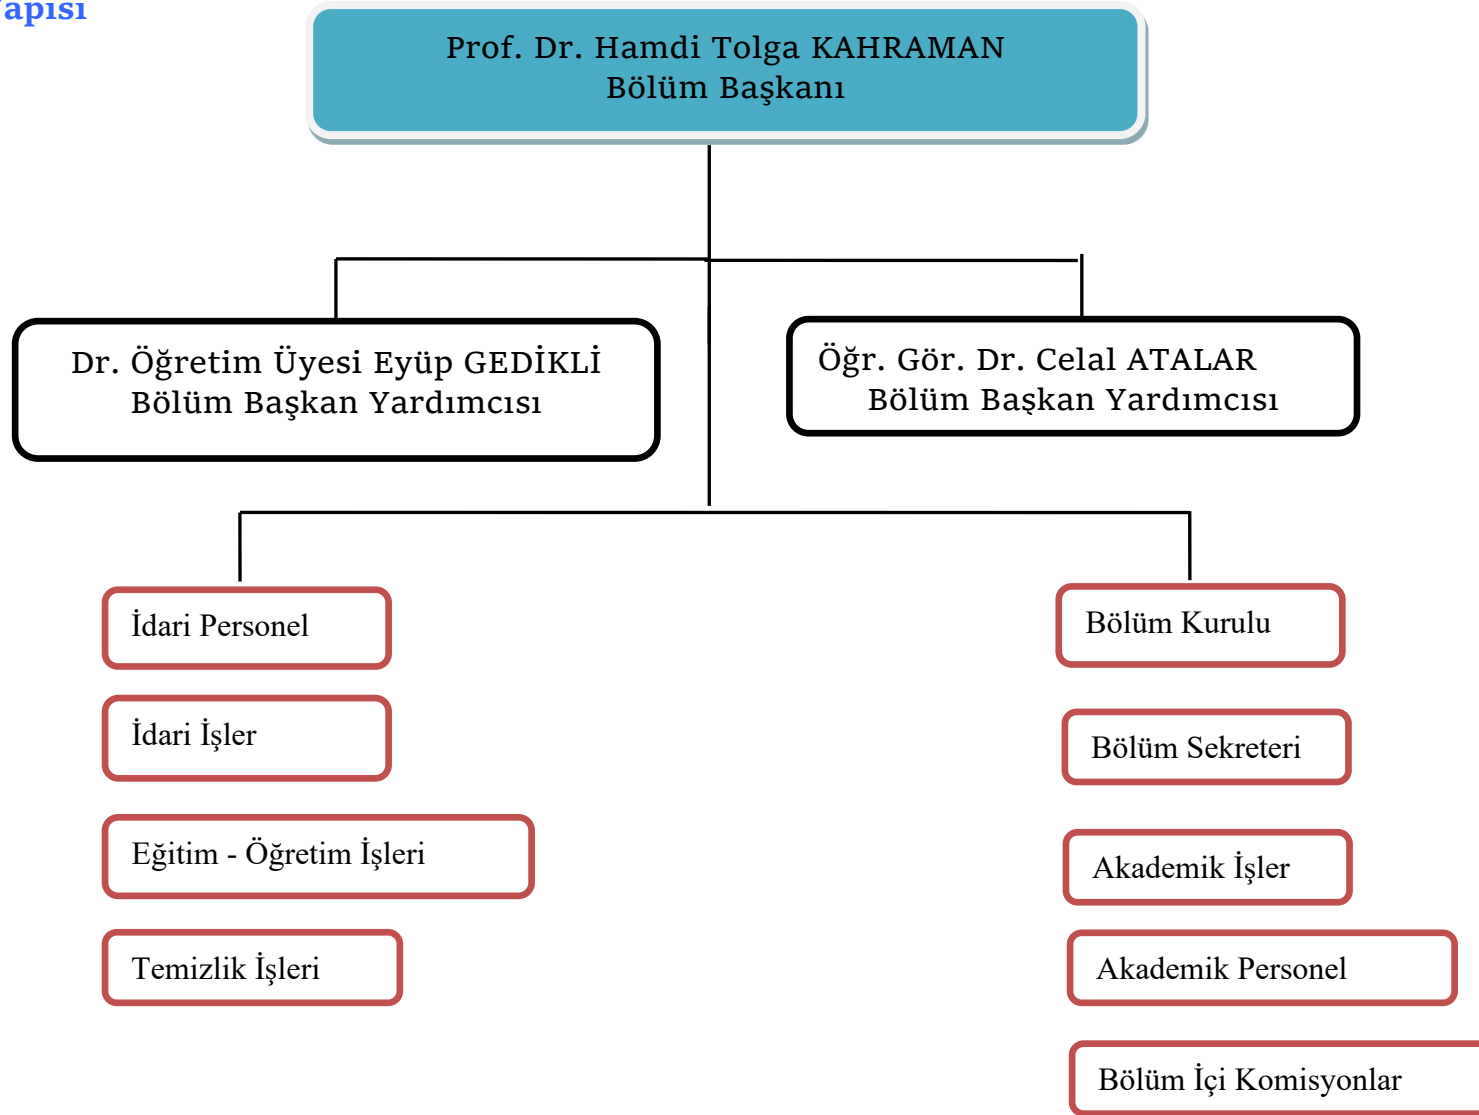 Prof. Dr. Hamdi Tolga KAHRAMAN
Bölüm Başkanı
Dr. Öğretim Üyesi Eyüp GEDİKLİ
Bölüm Başkan Yardımcısı
Öğr. Gör. Dr. Celal ATALAR
Bölüm Başkan Yardımcısı
İdari Personel
İdari İşler
Eğitim - Öğretim İşleri
Temizlik İşleri
Bölüm Kurulu
Bölüm Sekreteri
Akademik İşler
Akademik Personel
Bölüm İçi Komisyonlar